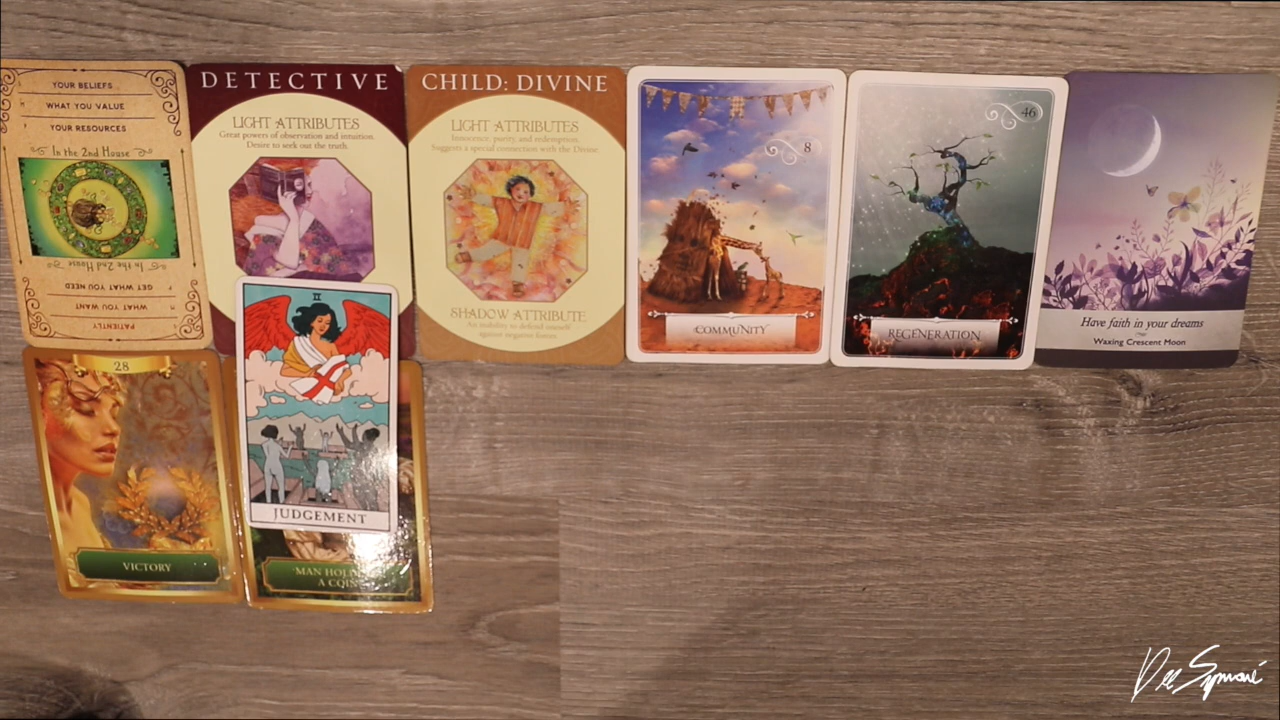 YOUR BELIEFS
WHAT YOU VALUE
YOUR RESOURCES
In the 2nd House
In the 2nd House
WHAT YOU NEED
WHAT YOU WANT
PATIENTLY
DETECTIVE
LIGHT ATTRIBUTES
Great powers of observation and intuition.
Desire to seek out the truth.
CHILD: DIVINE
LIGHT ATTRIBUTES
Innocence, purity, and redemption.
Suggests a special connection with the Divine.
SHADOW ATTRIBUTE
An inability to defend oneself
against negative forces
8
COMMUNITY
46
REGENERATION
Have faith in your dreams
Waxing Crescent Moon
28
VICTORY
II
JUDGEMENT
MAN
A COIN
Dee